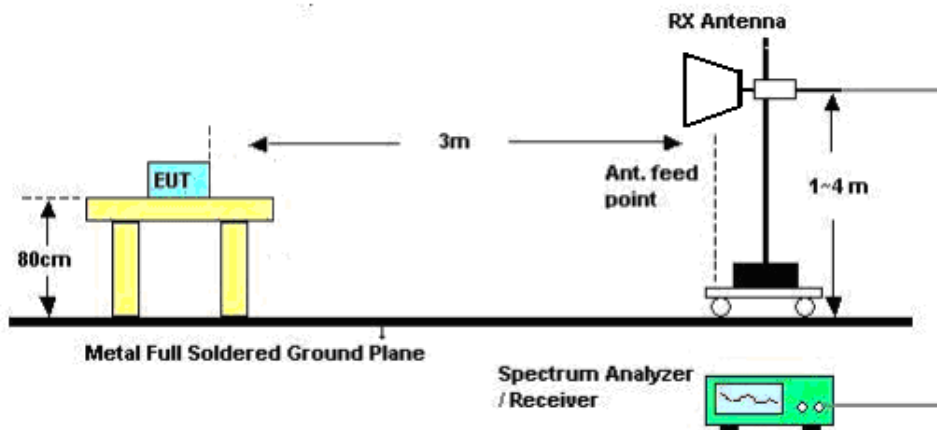 RX Antenna
3m
EUT
Ant. feed
point
1~4 m
80cm
Metal Full Soldered Ground Plane
Spectrum Analyzer
/ Receiver